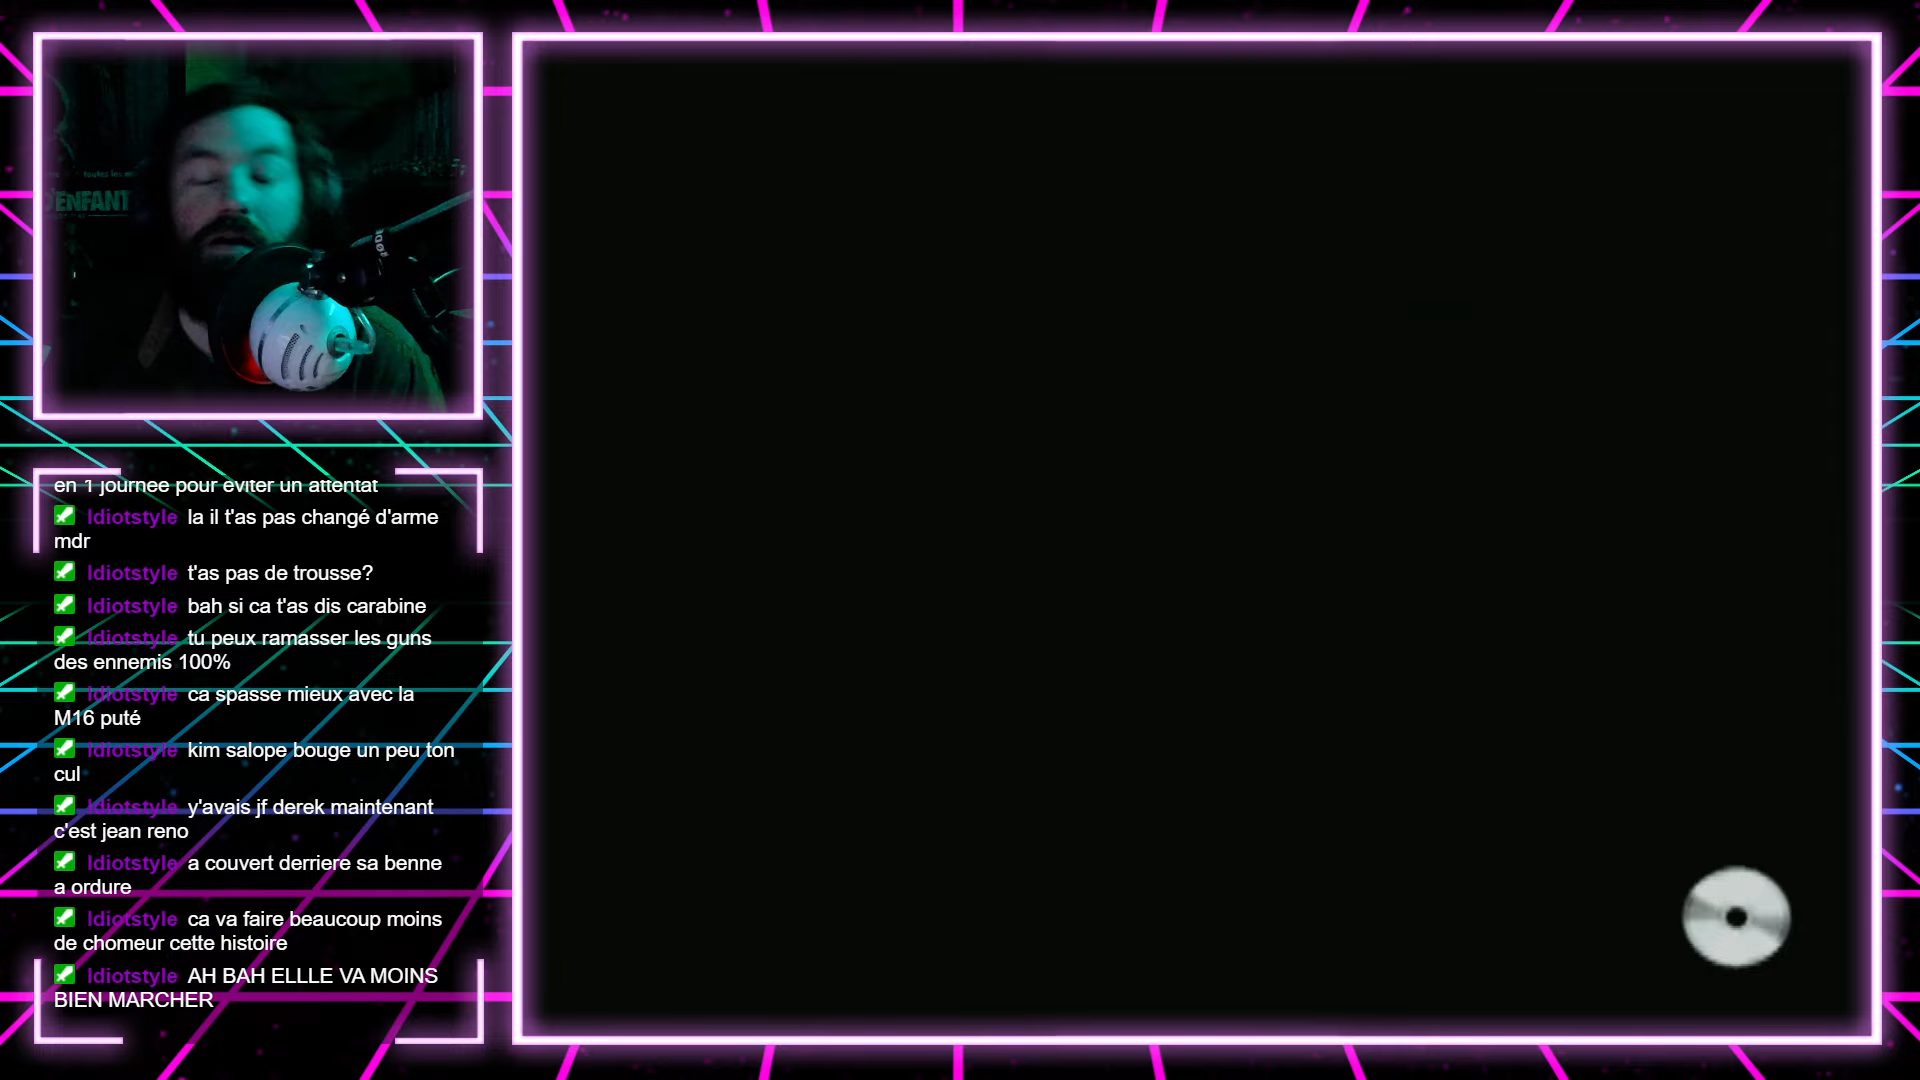 toutes les
D'ENFANT
RØDE
en 1 journee pour eviter un attentat
Idiotstyle la il t'as pas changé d'arme
mdr
Idiotstyle t'as pas de trousse?
Idiotstyle bah si ca t'as dis carabine
Idiotstyle tu peux ramasser les guns
des ennemis 100%
Idiotstyle ca spasse mieux avec la
M16 puté
Idiotstyle kim salope bouge un peu ton
cul
Idiotstyle y'avais jf derek maintenant
c'est jean reno
Idiotstyle a couvert derriere sa benne
a ordure
Idiotstyle ca va faire beaucoup moins
de chomeur cette histoire
Idiotstyle AH BAH ELLLE VA MOINS
BIEN MARCHER